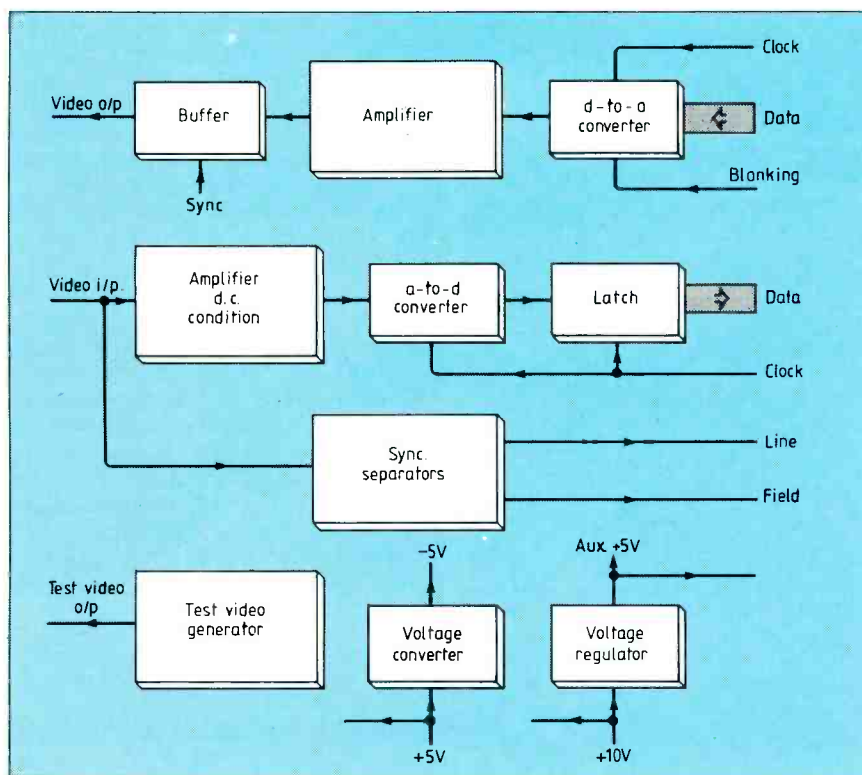 Clock
Video o/p
Buffer
Amplifier
d-to-a
converter
Data
Sync
Blanking
Video i/p.
Amplifier
d.c.
condition
a-to-d
converter
Latch
Data
Clock
Sync.
separators
Line
Field
-5V
Aux. +5V
Test video
o/p
Test video
generator
Voltage
converter
Voltage
regulator
+5V
+10V